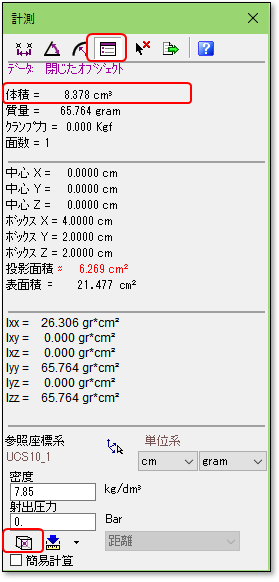 計測
データ: 閉じたオブジェクト
体積 = 8.378 cm³
質量 = 65.764 gram
クランプ力 = 0.000 Kgf
面数 = 1
中心 X = 0.0000 cm
中心 Y = 0.0000 cm
中心 Z = 0.0000 cm
ボックス X = 4.0000 cm
ボックス Y = 2.0000 cm
ボックス Z = 2.0000 cm
投影面積 ≈ 6.269 cm²
表面積 = 21.477 cm²
Ixx = 26.306 gr*cm²
Ixy = 0.000 gr*cm²
Ixz = 0.000 gr*cm²
Iyy = 65.764 gr*cm²
Iyz = 0.000 gr*cm²
Izz = 65.764 gr*cm²
参照座標系 単位系
UCS10_1 cm gram
密度
7.85 kg/dm³
射出圧力
0. Bar
距離
簡易計算